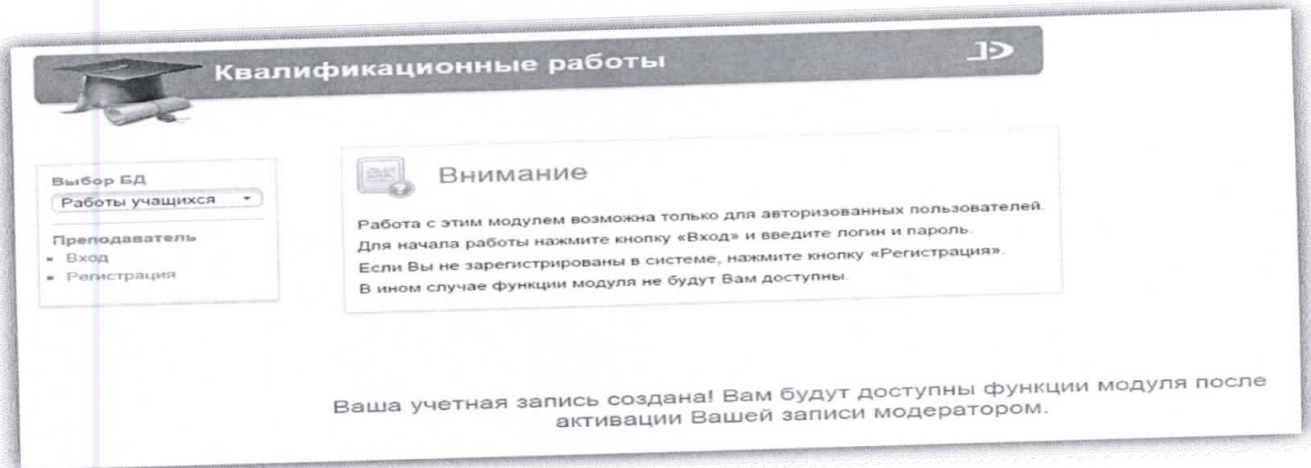 Квалификационные работы
Выбор БД
Работы учащихся
Преподаватель
Вход
Регистрация
Внимание
Работа с этим модулем возможна только для авторизованных пользователей.
Для начала работы нажмите кнопку «Вход» и введите логин и пароль.
Если Вы не зарегистрированы в системе, нажмите кнопку «Регистрация».
В ином случае функции модуля не будут Вам доступны.
Ваша учетная запись создана! Вам будут доступны функции модуля после
активации Вашей записи модератором.